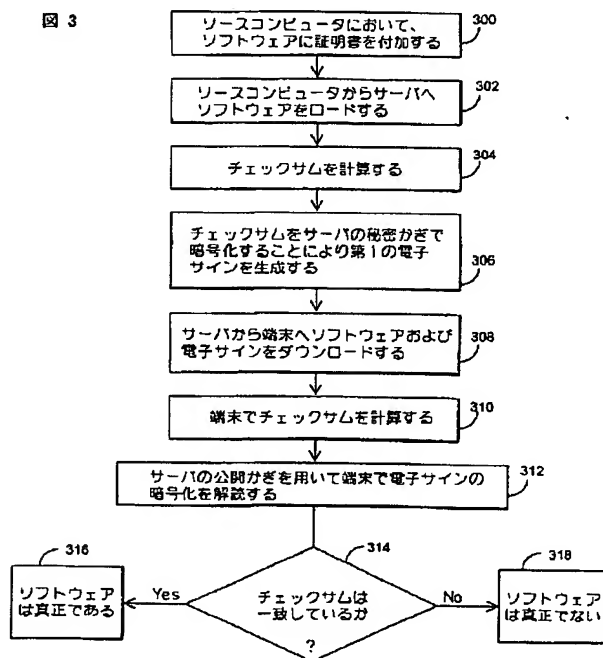 図 3
ソースコンピュータにおいて、
ソフトウェアに証明書を付加する
300
ソースコンピュータからサーバへ
ソフトウェアをロードする
302
チェックサムを計算する
304
チェックサムをサーバの秘密かぎで
暗号化することにより第1の電子
サインを生成する
306
サーバから端末へソフトウェアおよび
電子サインをダウンロードする
308
端末でチェックサムを計算する
310
サーバの公開かぎを用いて端末で電子サインの
暗号化を解読する
312
314
チェックサムは
一致しているか
?
Yes
316
ソフトウェア
は真正である
No
318
ソフトウェア
は真正でない